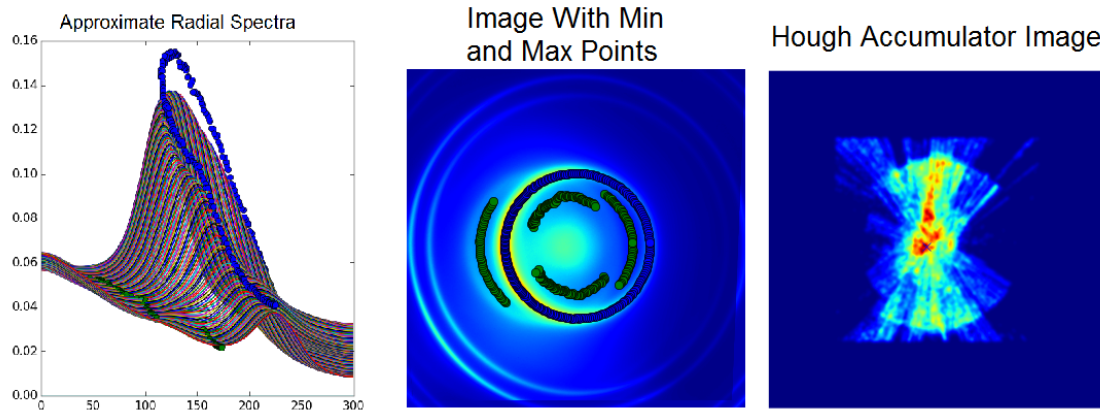 Approximate Radial Spectra
0.16
0.14
0.12
0.10
0.08
0.06
0.04
0.02
0.00
0 50 100 150 200 250 300
Image With Min
and Max Points
Hough Accumulator Image